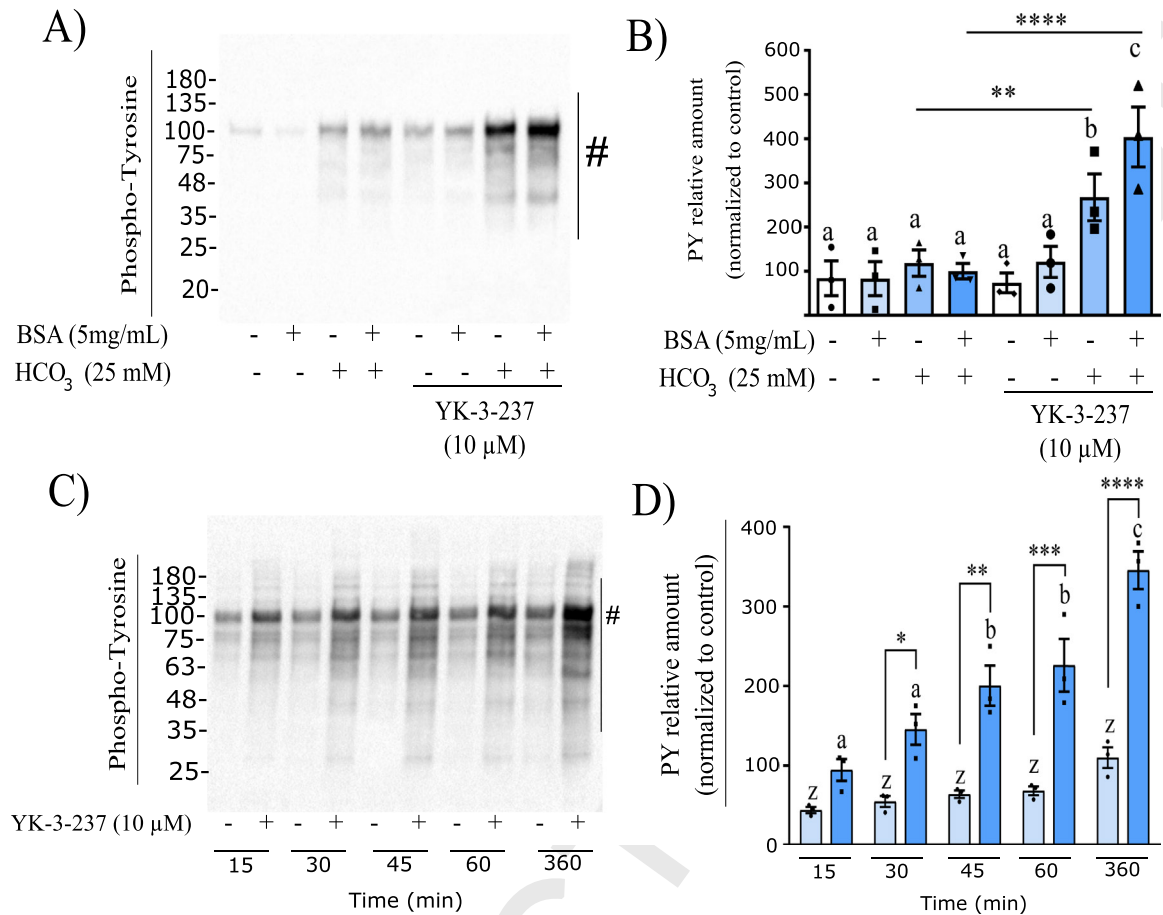 A)
Phospho-Tyrosine
180-
135-
100-
75-
48-
35-
25-
20-
#
BSA (5mg/mL) - + - + - + - +
HCO3 (25 mM) - - + + - - + +
YK-3-237
(10 µM)
B)
PY relative amount
(normalized to control)
600
500
400
300
200
100
****
**
a a a a a a b c
BSA (5mg/mL) - + - + - + - +
HCO3 (25 mM) - - + + - - + +
YK-3-237
(10 µM)
C)
Phospho-Tyrosine
180-
135-
100-
75-
63-
48-
35-
25-
#
YK-3-237 (10 µM) - + - + - + - + - +
15 30 45 60 360
Time (min)
D)
PY relative amount
(normalized to control)
400
300
200
100
0
* ** *** ****
z a z a z b z b z c
15 30 45 60 360
Time (min)